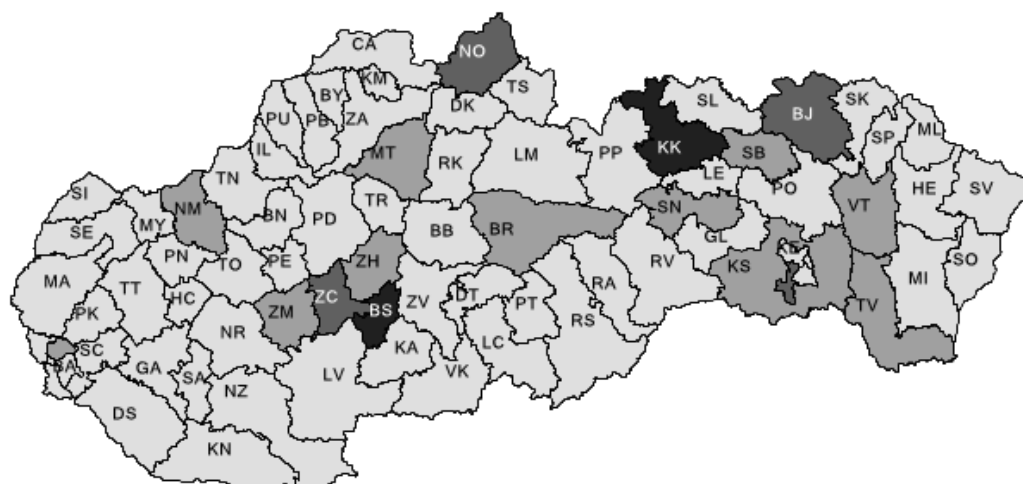 CA
NO
KM
TS
BY
DK
PU
PB
ZA
IL
MT
RK
LM
PP
KK
SL
BJ
SK
SP
ML
SB
LE
PO
HE
SV
VT
SI
NM
TN
MY
SE
BN
PD
TR
BB
BR
SN
GL
KE
KS
RV
MA
PN
TO
PE
ZH
TT
HC
PK
ZM
ZC
BS
ZV
DT
PT
RA
RS
MI
SO
TV
SC
BA
NR
GA
SA
NZ
LV
KA
VK
LC
DS
KN